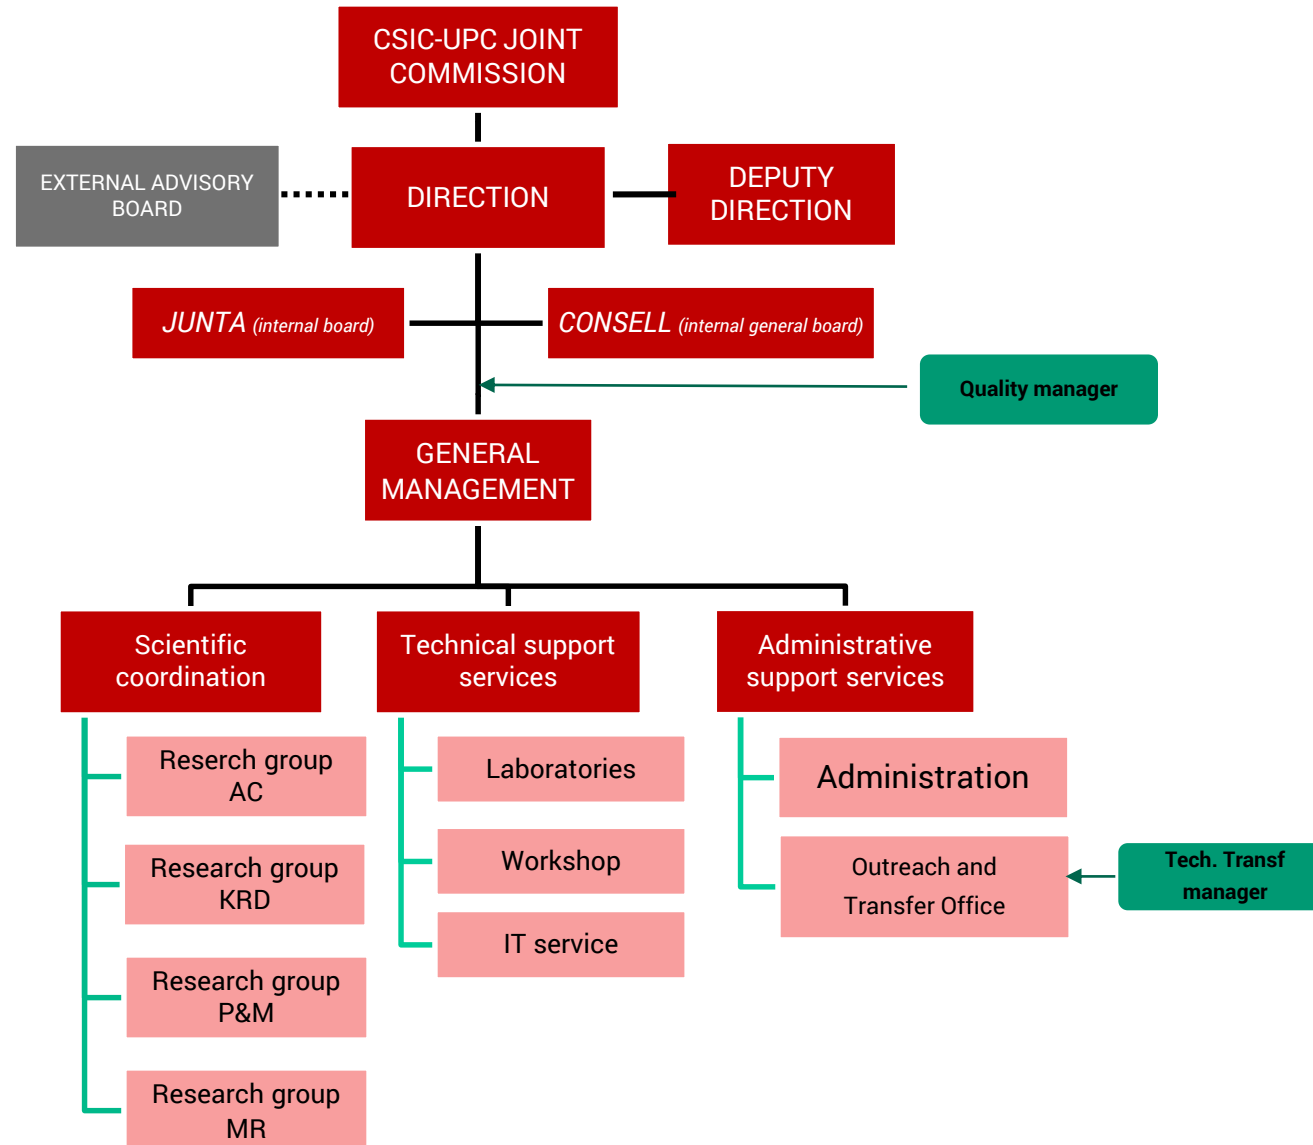 CSIC-UPC JOINT
COMMISSION
EXTERNAL ADVISORY
BOARD
DIRECTION
DEPUTY
DIRECTION
JUNTA (internal board)
CONSELL (internal general board)
Quality manager
GENERAL
MANAGEMENT
Scientific
coordination
Technical support
services
Administrative
support services
Reserch group
AC
Laboratories
Administration
Research group
KRD
Workshop
Outreach and
Transfer Office
Tech. Transf
manager
IT service
Research group
P&M
Research group
MR